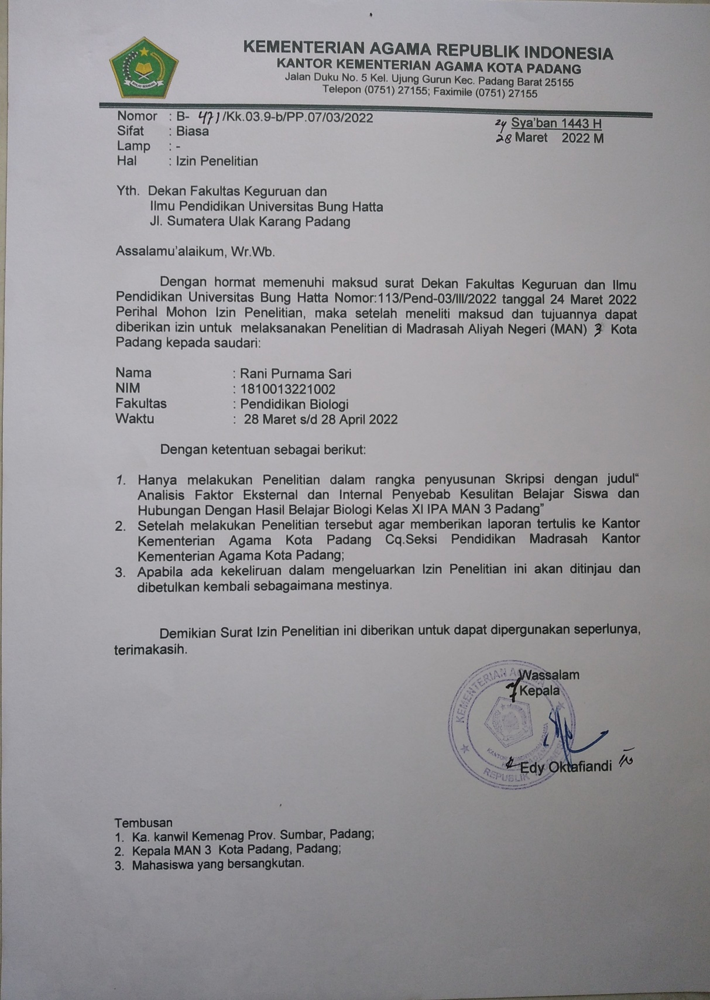 KEMENTERIAN AGAMA REPUBLIK INDONESIA
KANTOR KEMENTERIAN AGAMA KOTA PADANG
Jalan Duku No. 5 Kel. Ujung Gurun Kec. Padang Barat 25155
Telepon (0751) 27155; Faximile (0751) 27155
IKHLAS BERAMAL
Nomor : B- 471/Kk.03.9-b/PP.07/03/2022
24 Sya'ban 1443 H
Sifat : Biasa
28 Maret 2022 M
Lamp : -
Hal : Izin Penelitian
Yth. Dekan Fakultas Keguruan dan
Ilmu Pendidikan Universitas Bung Hatta
Jl. Sumatera Ulak Karang Padang
Assalamu'alaikum, Wr.Wb.
Dengan hormat memenuhi maksud surat Dekan Fakultas Keguruan dan Ilmu
Pendidikan Universitas Bung Hatta Nomor:113/Pend-03/III/2022 tanggal 24 Maret 2022
Perihal Mohon Izin Penelitian, maka setelah meneliti maksud dan tujuannya dapat
diberikan izin untuk melaksanakan Penelitian di Madrasah Aliyah Negeri (MAN) 3 Kota
Padang kepada saudari:
Nama : Rani Purnama Sari
NIM : 1810013221002
Fakultas : Pendidikan Biologi
Waktu : 28 Maret s/d 28 April 2022
Dengan ketentuan sebagai berikut:
1. Hanya melakukan Penelitian dalam rangka penyusunan Skripsi dengan judul“
Analisis Faktor Eksternal dan Internal Penyebab Kesulitan Belajar Siswa dan
Hubungan Dengan Hasil Belajar Biologi Kelas XI IPA MAN 3 Padang”
2. Setelah melakukan Penelitian tersebut agar memberikan laporan tertulis ke Kantor
Kementerian Agama Kota Padang Cq.Seksi Pendidikan Madrasah Kantor
Kementerian Agama Kota Padang;
3. Apabila ada kekeliruan dalam mengeluarkan Izin Penelitian ini akan ditinjau dan
dibetulkan kembali sebagaimana mestinya.
Demikian Surat Izin Penelitian ini diberikan untuk dapat dipergunakan seperlunya,
terimakasih.
Wassalam
Kepala
KEMENTERIAN AGAMA
REPUBLIK INDONESIA
Edy Oktafiandi
Tembusan
1. Ka. kanwil Kemenag Prov. Sumbar, Padang;
2. Kepala MAN 3 Kota Padang, Padang;
3. Mahasiswa yang bersangkutan.